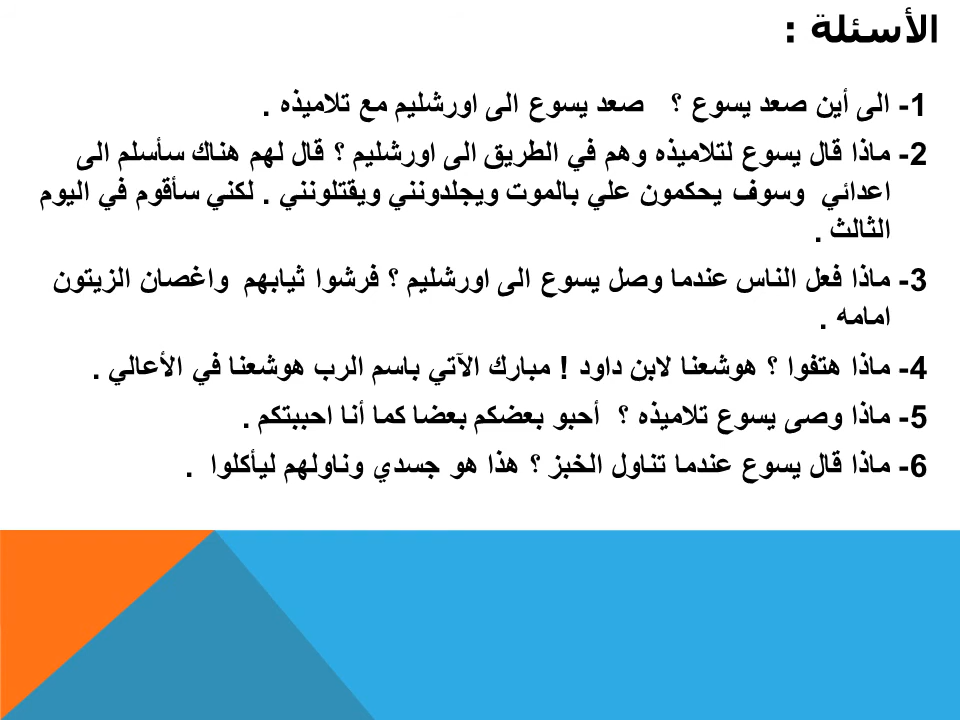 الأسئلة :
1- الى أين صعد يسوع ؟ صعد يسوع الى اورشليم مع تلاميذه .
2- ماذا قال يسوع لتلاميذه وهم في الطريق الى اورشليم ؟ قال لهم هناك سأسلم الى
اعدائي وسوف يحكمون علي بالموت ويجلدونني ويقتلونني . لكني سأقوم في اليوم
الثالث .
3- ماذا فعل الناس عندما وصل يسوع الى اورشليم ؟ فرشوا ثيابهم واغصان الزيتون
امامه .
4- ماذا هتفوا ؟ هوشعنا لابن داود ! مبارك الآتي باسم الرب هوشعنا في الأعالي .
5- ماذا وصى يسوع تلاميذه ؟ أحبو بعضكم بعضا كما أنا احببتكم .
6- ماذا قال يسوع عندما تناول الخبز ؟ هذا هو جسدي وناولهم ليأكلوا .